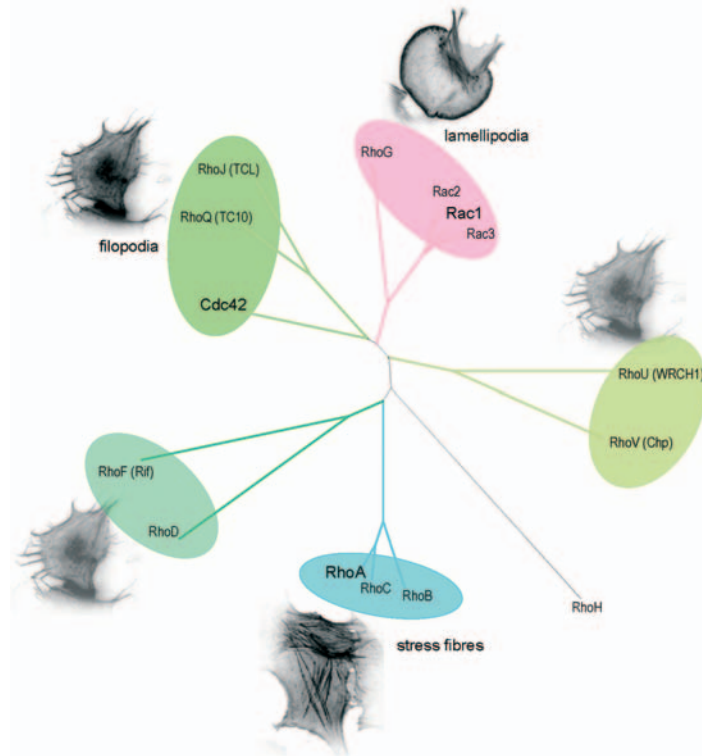 lamellipodia
RhoG
RhoJ (TCL)
Rac2
RhoQ (TC10)
Rac1
Rac3
filopodia
Cdc42
RhoU (WRCH1)
RhoV (Chp)
RhoF (Rif)
RhoD
RhoA
RhoC
RhoB
RhoH
stress fibres